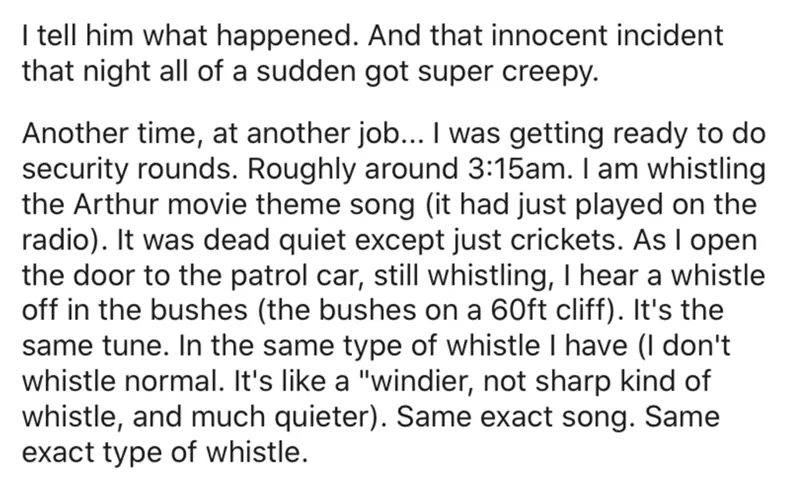 I tell him what happened. And that innocent incident
that night all of a sudden got super creepy.
Another time, at another job... I was getting ready to do
security rounds. Roughly around 3:15am. I am whistling
the Arthur movie theme song (it had just played on the
radio). It was dead quiet except just crickets. As I open
the door to the patrol car, still whistling, I hear a whistle
off in the bushes (the bushes on a 60ft cliff). It's the
same tune. In the same type of whistle I have (I don't
whistle normal. It's like a "windier, not sharp kind of
whistle, and much quieter). Same exact song. Same
exact type of whistle.